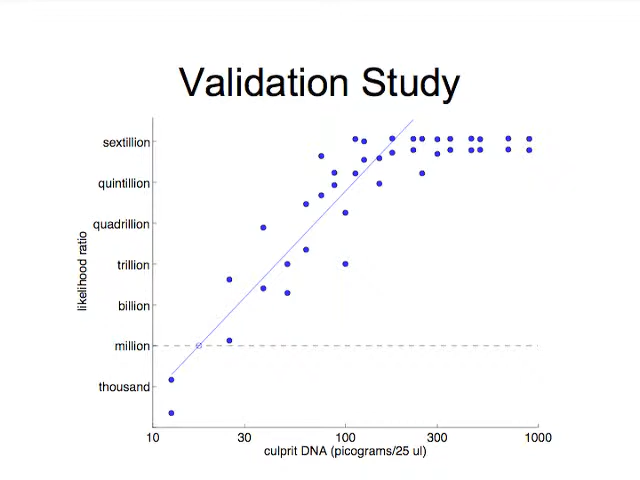 Validation Study
sextillion
quintillion
quadrillion
trillion
billion
million
thousand
likelihood ratio
10 30 100 300 1000
culprit DNA (picograms/25 ul)